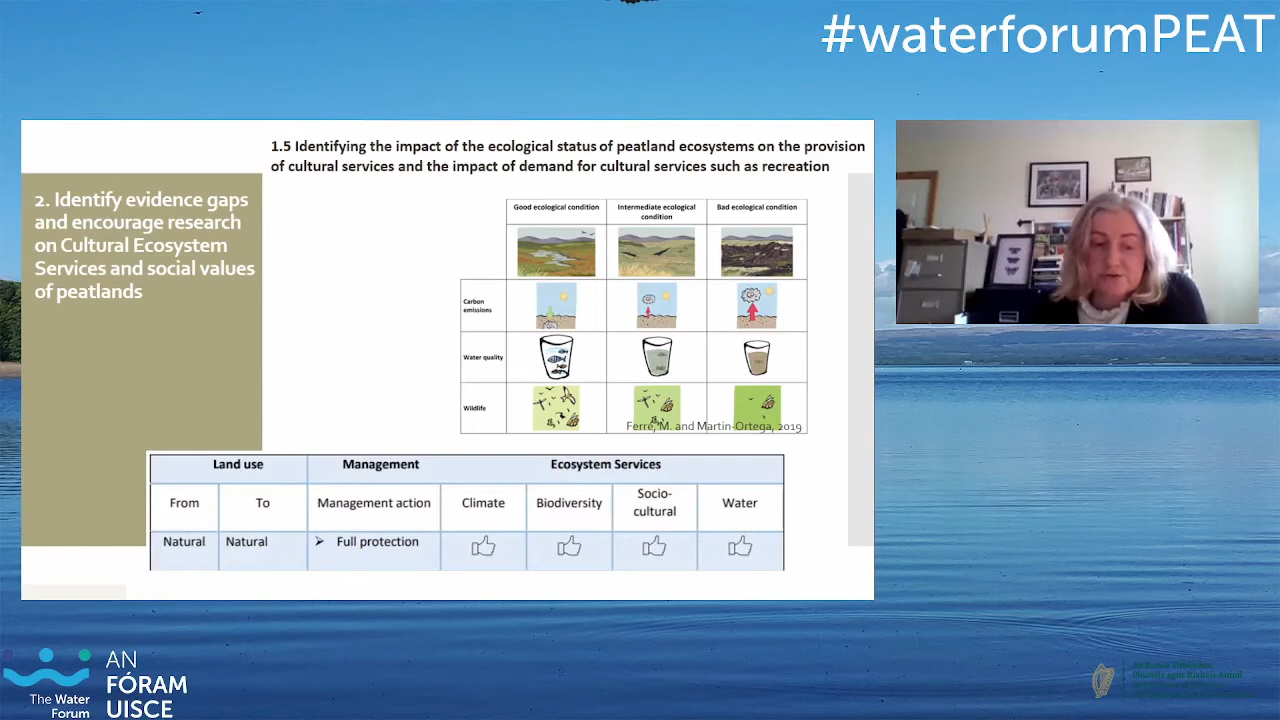 #waterforumPEAT
1.5 Identifying the impact of the ecological status of peatland ecosystems on the provision
of cultural services and the impact of demand for cultural services such as recreation
2. Identify evidence gaps
and encourage research
on Cultural Ecosystem
Services and social values
of peatlands
Good ecological condition
Intermediate ecological
condition
Bad ecological condition
Carbon
emissions
Water quality
Wildlife
Ferré, M. and Martin-Ortega, 2019
Land use
Management
Ecosystem Services
From
To
Management action
Climate
Biodiversity
Socio-
cultural
Water
Natural
Natural
➢ Full protection
The Water
Forum
AN
FÓRAM
UISCE